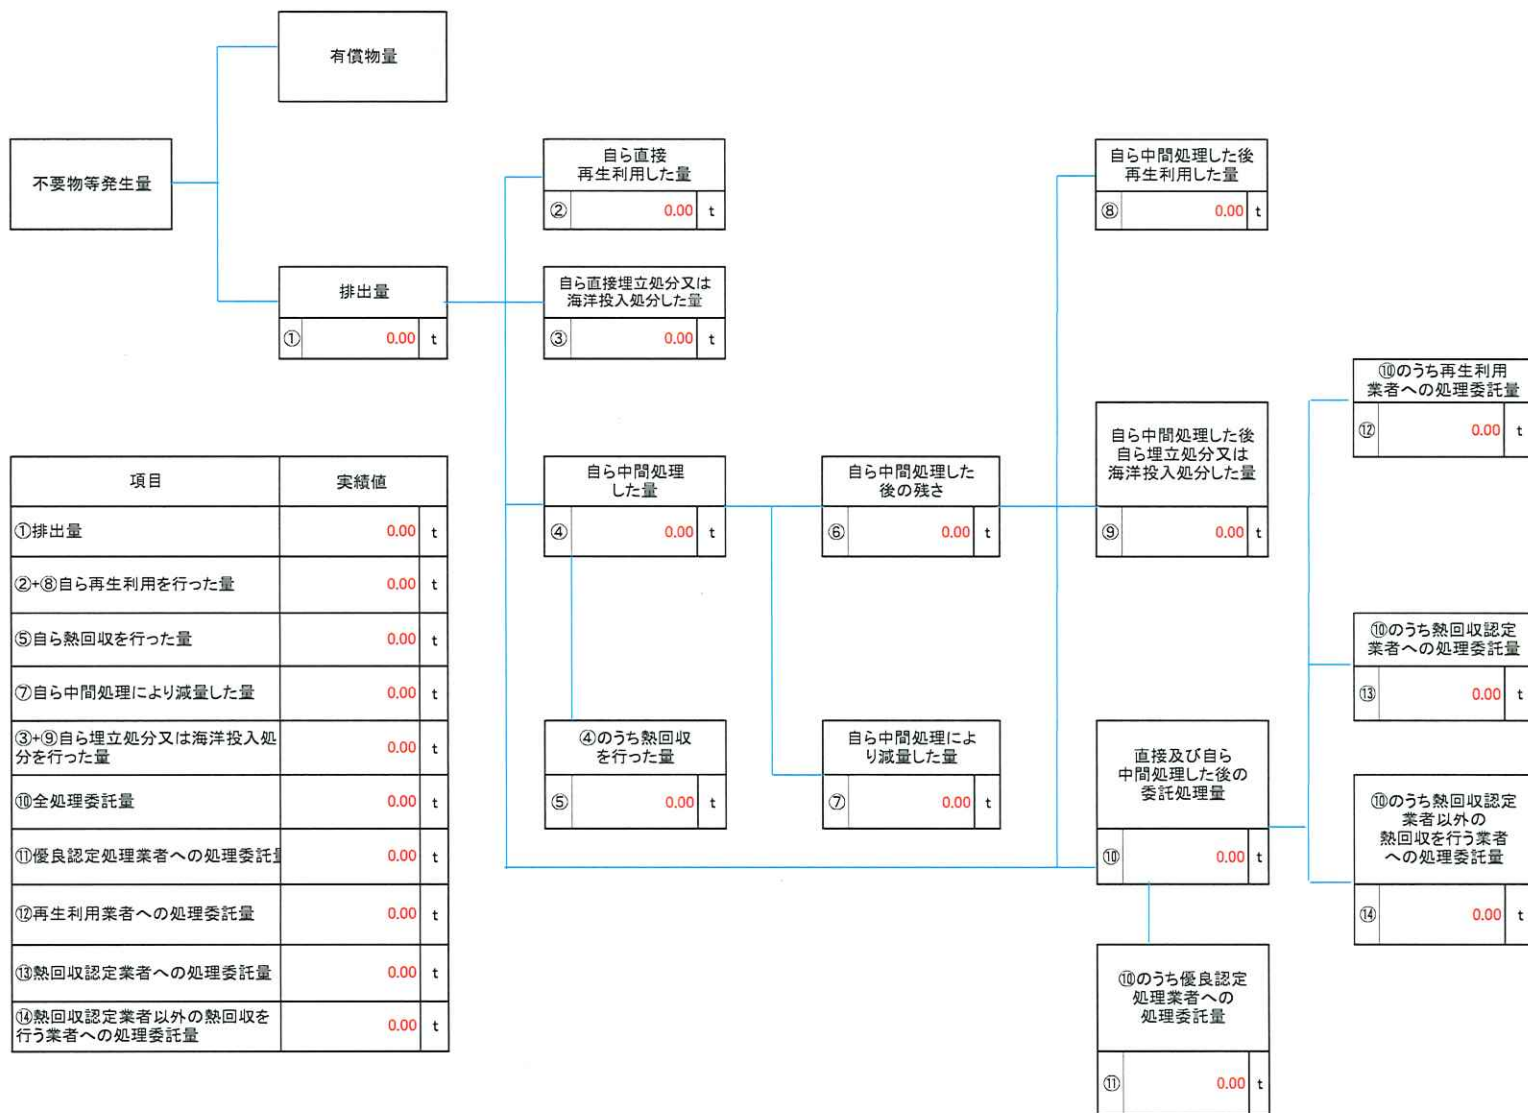 有償物量
不要物等発生量
排出量
① 0.00 t
自ら直接
再生利用した量
② 0.00 t
自ら直接埋立処分又は
海洋投入処分した量
③ 0.00 t
自ら中間処理
した量
④ 0.00 t
④のうち熱回収
を行った量
⑤ 0.00 t
自ら中間処理した
後の残さ
⑥ 0.00 t
自ら中間処理によ
り減量した量
⑦ 0.00 t
自ら中間処理した後
再生利用した量
⑧ 0.00 t
自ら中間処理した後
自ら埋立処分又は
海洋投入処分した量
⑨ 0.00 t
直接及び自ら
中間処理した後の
委託処理量
⑩ 0.00 t
⑩のうち優良認定
処理業者への
処理委託量
⑪ 0.00 t
⑩のうち再生利用
業者への処理委託量
⑫ 0.00 t
⑩のうち熱回収認定
業者への処理委託量
⑬ 0.00 t
⑩のうち熱回収認定
業者以外の
熱回収を行う業者
への処理委託量
⑭ 0.00 t
項目 実績値
①排出量 0.00 t
②+⑧自ら再生利用を行った量 0.00 t
⑤自ら熱回収を行った量 0.00 t
⑦自ら中間処理により減量した量 0.00 t
③+⑨自ら埋立処分又は海洋投入処
分を行った量 0.00 t
⑩全処理委託量 0.00 t
⑪優良認定処理業者への処理委託 0.00 t
⑫再生利用業者への処理委託量 0.00 t
⑬熱回収認定業者への処理委託量 0.00 t
⑭熱回収認定業者以外の熱回収を
行う業者への処理委託量 0.00 t